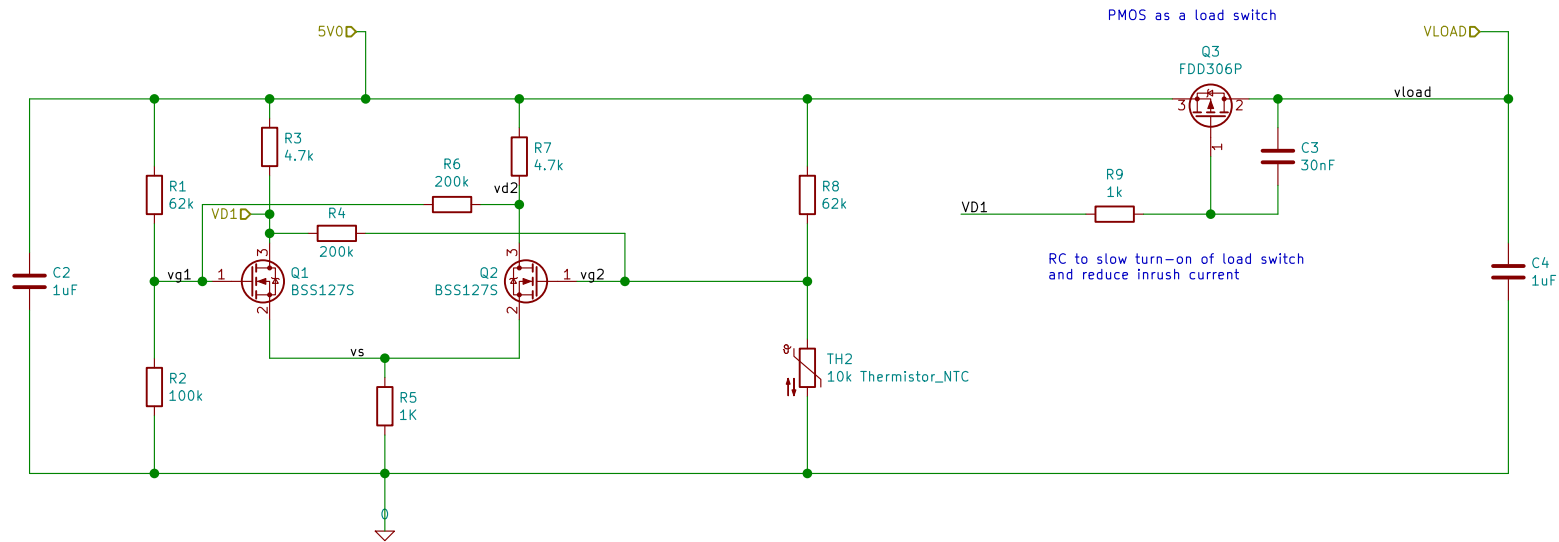 PMOS as a load switch
5V0
VLOAD
Q3
FDD306P
vload
3
2
1
R3
4.7k
R7
4.7k
C3
30nF
R6
200k
R9
1k
R1
62k
vd2
R8
62k
VD1
R4
VD1
200k
3
3
RC to slow turn-on of load switch
and reduce inrush current
vg1
1
Q1
BSS127S
Q2
BSS127S
1
vg2
C2
1uF
C4
1uF
2
2
vs
TH2
10k Thermistor_NTC
R2
100k
R5
1K
0